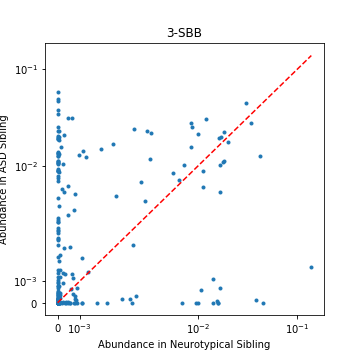 3-SBB
Abundance in ASD Sibling
10⁻¹
10⁻²
10⁻³
0
0
10⁻³
10⁻²
10⁻¹
Abundance in Neurotypical Sibling